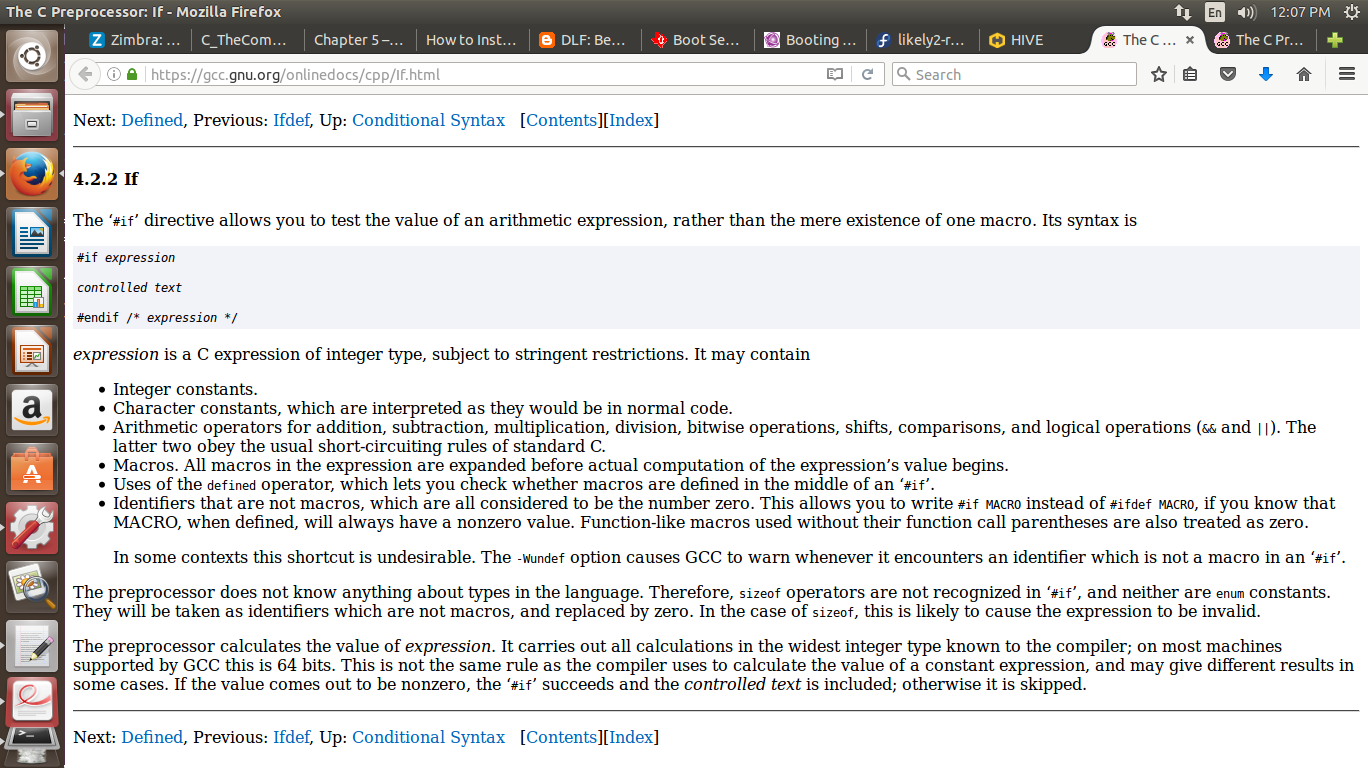 The C Preprocessor: If - Mozilla Firefox
En
12:07 PM
Zimbra: ...
C_TheCom...
Chapter 5 –...
How to Inst...
DLF: Be...
Boot Se...
Booting ...
likely2-r...
HIVE
The C ...
The C Pr...
https://gcc.gnu.org/onlinedocs/cpp/If.html
Search
Next: Defined, Previous: Ifdef, Up: Conditional Syntax [Contents][Index]
4.2.2 If
The ‘#if’ directive allows you to test the value of an arithmetic expression, rather than the mere existence of one macro. Its syntax is
#if expression
controlled text
#endif /* expression */
expression is a C expression of integer type, subject to stringent restrictions. It may contain
• Integer constants.
• Character constants, which are interpreted as they would be in normal code.
• Arithmetic operators for addition, subtraction, multiplication, division, bitwise operations, shifts, comparisons, and logical operations (&& and ||). The
latter two obey the usual short-circuiting rules of standard C.
• Macros. All macros in the expression are expanded before actual computation of the expression’s value begins.
• Uses of the defined operator, which lets you check whether macros are defined in the middle of an ‘#if’.
• Identifiers that are not macros, which are all considered to be the number zero. This allows you to write #if MACRO instead of #ifdef MACRO, if you know that
MACRO, when defined, will always have a nonzero value. Function-like macros used without their function call parentheses are also treated as zero.
In some contexts this shortcut is undesirable. The -Wundef option causes GCC to warn whenever it encounters an identifier which is not a macro in an ‘#if’.
The preprocessor does not know anything about types in the language. Therefore, sizeof operators are not recognized in ‘#if’, and neither are enum constants.
They will be taken as identifiers which are not macros, and replaced by zero. In the case of sizeof, this is likely to cause the expression to be invalid.
The preprocessor calculates the value of expression. It carries out all calculations in the widest integer type known to the compiler; on most machines
supported by GCC this is 64 bits. This is not the same rule as the compiler uses to calculate the value of a constant expression, and may give different results in
some cases. If the value comes out to be nonzero, the ‘#if’ succeeds and the controlled text is included; otherwise it is skipped.
Next: Defined, Previous: Ifdef, Up: Conditional Syntax [Contents][Index]